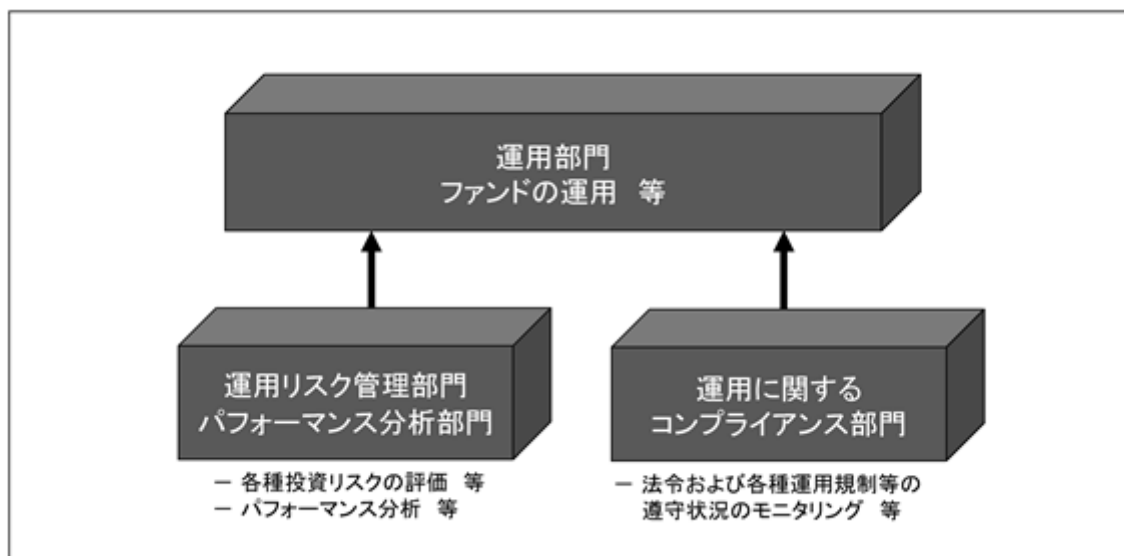 運用部門
ファンドの運用 等
運用リスク管理部門
パフォーマンス分析部門
－ 各種投資リスクの評価 等
－ パフォーマンス分析 等
運用に関する
コンプライアンス部門
－ 法令および各種運用規制等の
遵守状況のモニタリング 等